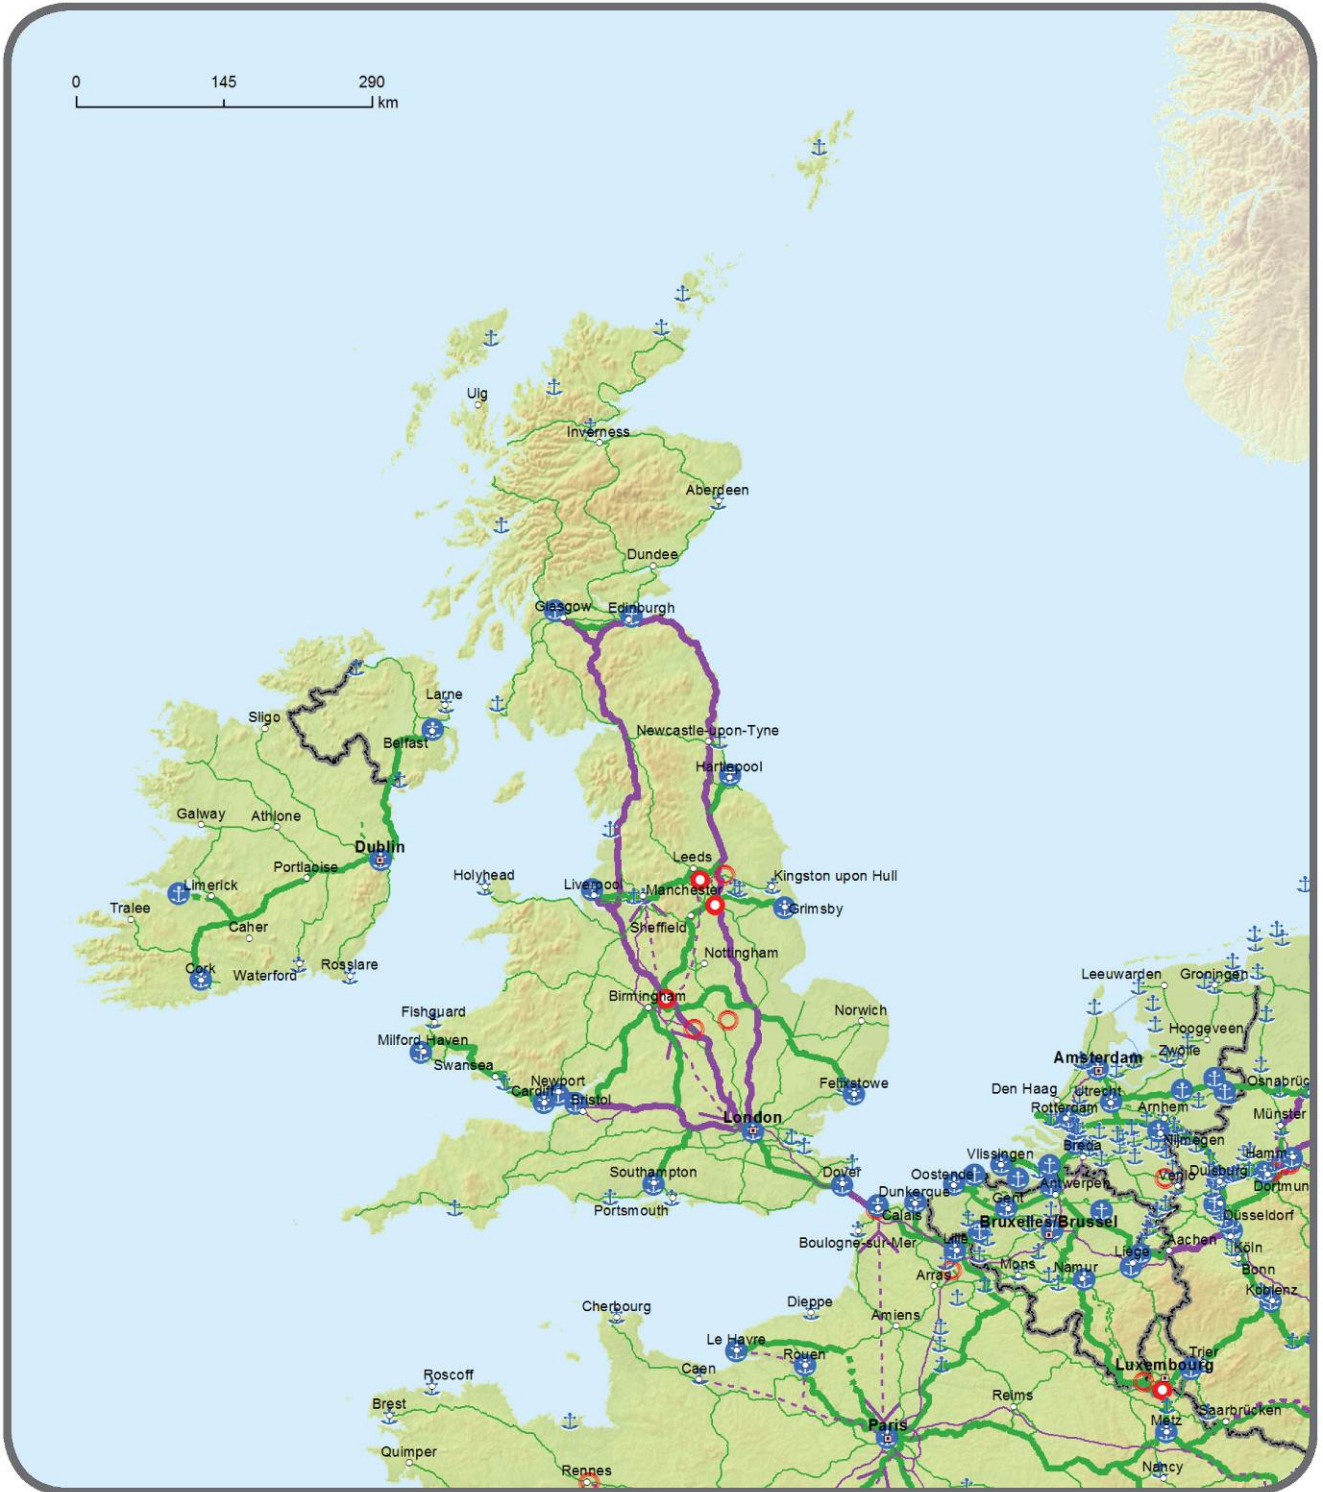 0 145 290
km
Uig
Inverness
Aberdeen
Dundee
Glasgow Edinburgh
Larne
Sligo
Newcastle-upon-Tyne
Belfast
Hartlepool
Galway Athlone
Dublin
Leeds
Portlaoise
Holyhead
Kingston upon Hull
Limerick
Liverpool Manchester
Tralee
Grimsby
Caher
Sheffield
Nottingham
Cork
Waterford Rosslare
Leeuwarden Groningen
Birmingham
Fishguard
Norwich
Hoogeveen
Milford Haven
Zwolle
Amsterdam
Swansea
Newport
Cardiff
Bristol
Felixstowe
Den Haag Utrecht
Osnabrüc
Rotterdam
Arnhem
London
Münster
Nijmegen
Breda
Vlissingen
Hamm
Southampton
Dover
Oostende
Duisburg
Venlo
Antwerpen
Dortmun
Dunkerque
Gent
Portsmouth
Calais
Bruxelles/Brussel
Düsseldorf
Boulogne-sur-Mer
Lille
Liege
Aachen
Köln
Arras
Mons
Namur
Bonn
Koblenz
Dieppe
Cherbourg
Amiens
Le Havre
Rouen
Trier
Caen
Luxembourg
Roscoff
Reims
Brest
Saarbrücken
Paris
Metz
Quimper
Rennes
Nancy